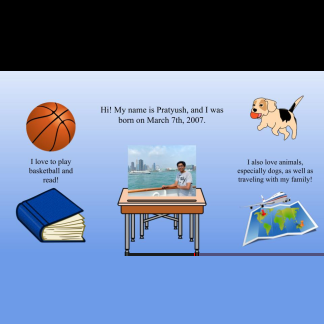 Hi! My name is Pratyush, and I was
born on March 7th, 2007.
I love to play
basketball and
read!
I also love animals,
especially dogs, as well as
traveling with my family!